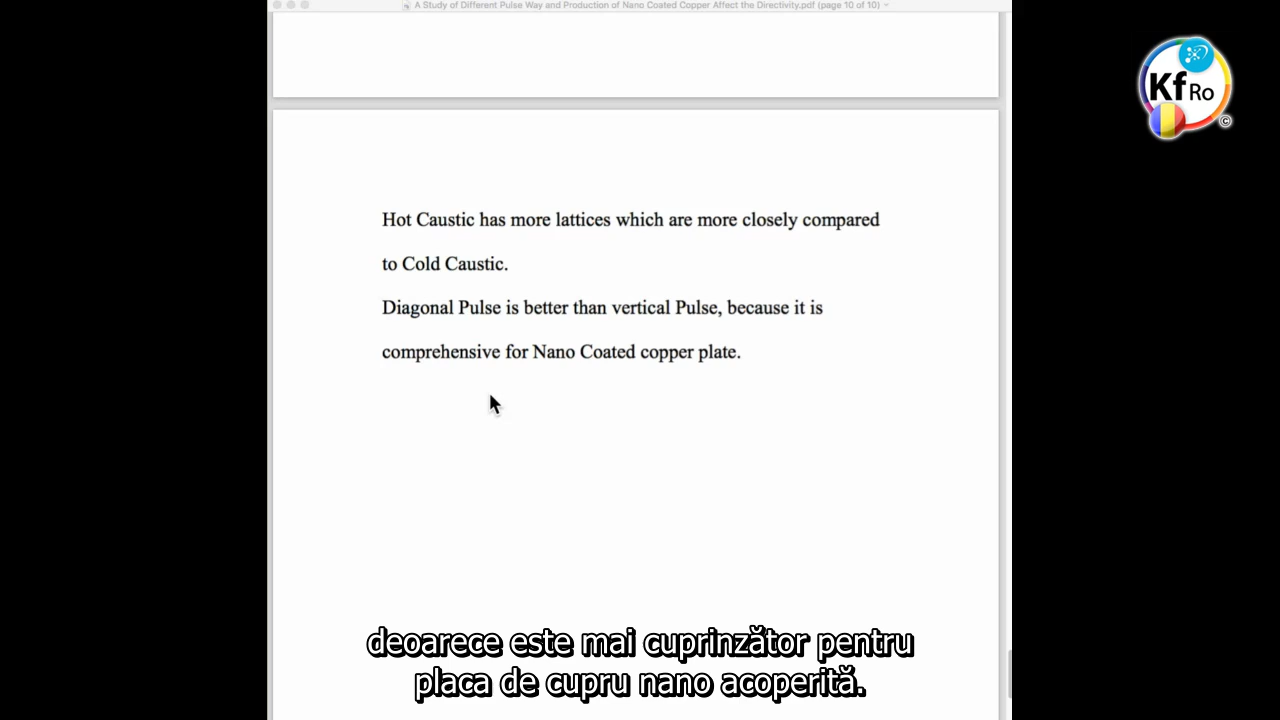 A Study of Different Pulse Way and Production of Nano Coated Copper Affect the Directivity.pdf (page 10 of 10)
Kf Ro
©
Hot Caustic has more lattices which are more closely compared
to Cold Caustic.
Diagonal Pulse is better than vertical Pulse, because it is
comprehensive for Nano Coated copper plate.
deoarece este mai cuprinzător pentru
placa de cupru nano acoperită.